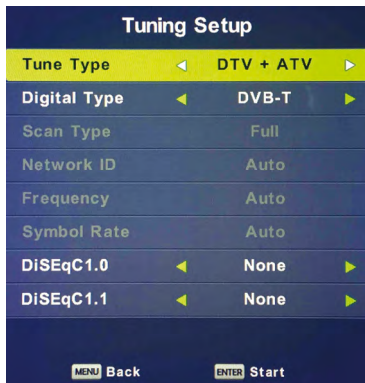 Tuning Setup
Tune Type DTV + ATV
Digital Type DVB-T
Scan Type Full
Network ID Auto
Frequency Auto
Symbol Rate Auto
DiSEqC1.0 None
DiSEqC1.1 None
MENU Back ENTER Start